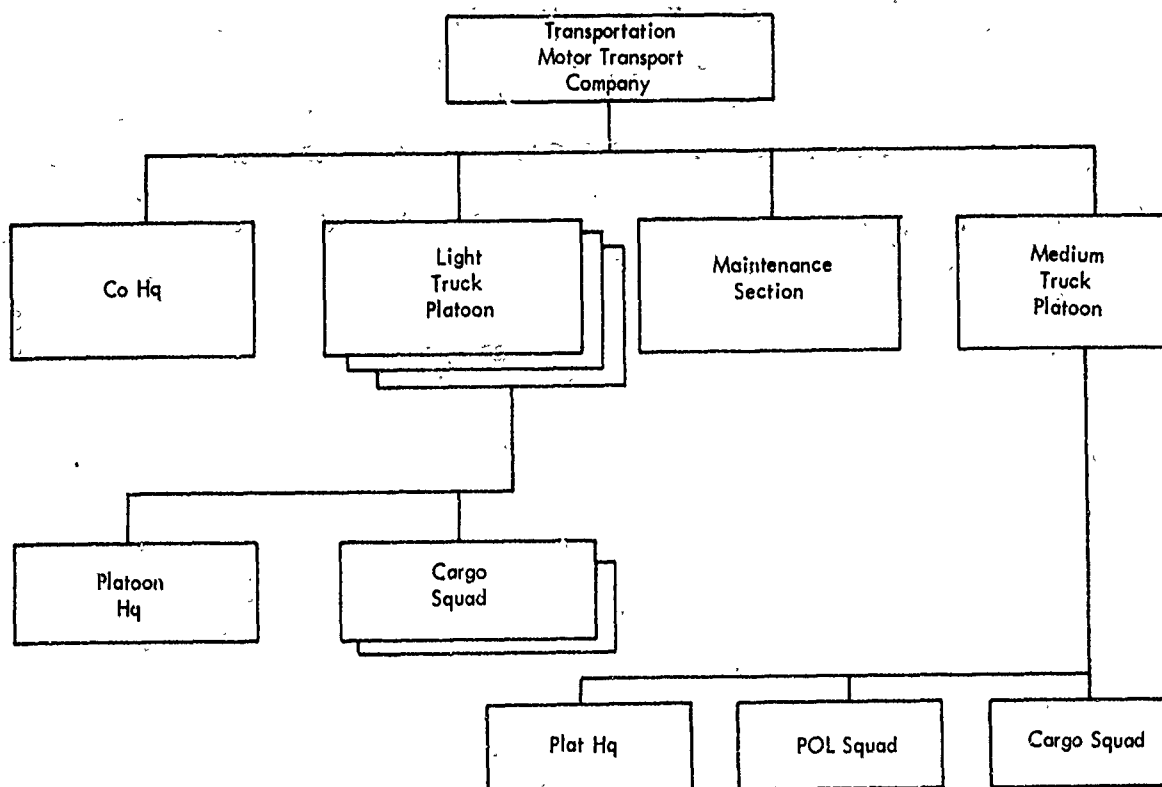 Transportation
Motor Transport
Company
Co Hq
Light
Truck
Platoon
Maintenance
Section
Medium
Truck
Platoon
Platoon
Hq
Cargo
Squad
Plat Hq
POL Squad
Cargo Squad